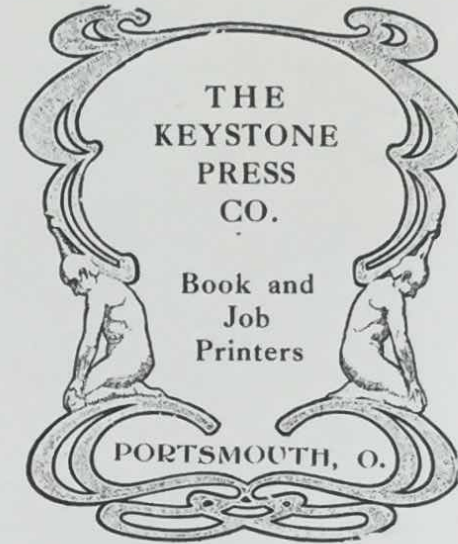 THE
KEYSTONE
PRESS
CO.
Book and
Job
Printers
PORTSMOUTH, O.